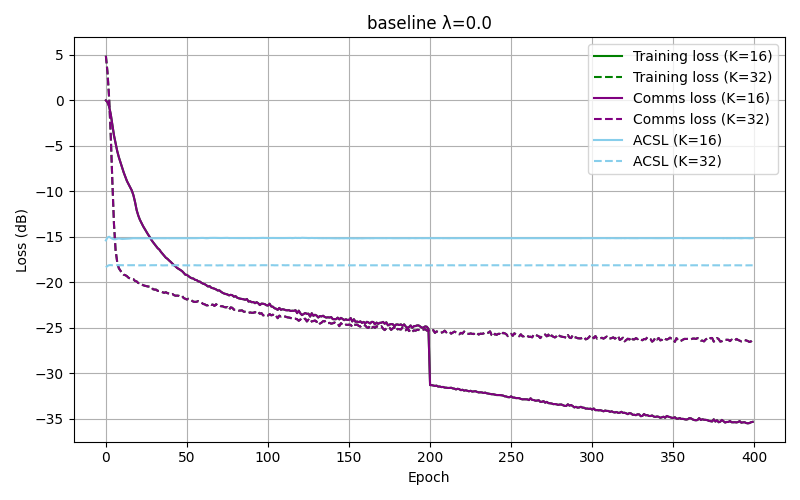 baseline λ=0.0
Training loss (K=16)
Training loss (K=32)
Comms loss (K=16)
Comms loss (K=32)
ACSL (K=16)
ACSL (K=32)
Loss (dB)
5
0
−5
−10
−15
−20
−25
−30
−35
0 50 100 150 200 250 300 350 400
Epoch